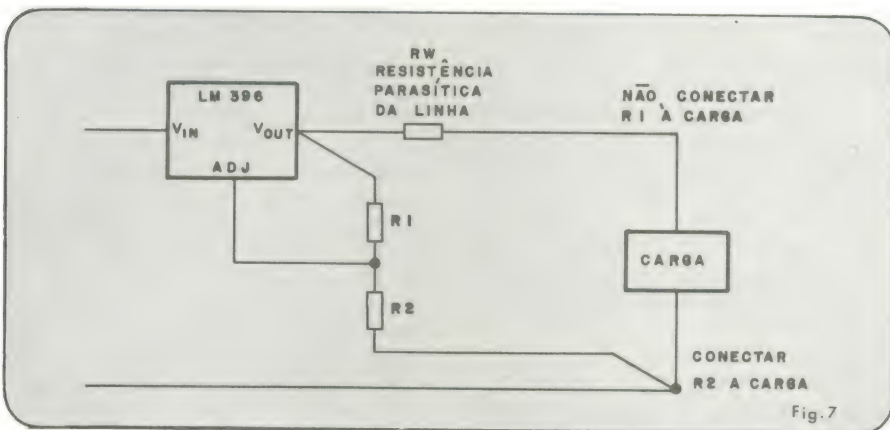 RW
RESISTÊNCIA
PARASÍTICA
DA LINHA
LM 396
VIN
VOUT
ADJ
NÃO, CONECTAR
R1 À CARGA
R1
R2
CARGA
CONECTAR
R2 A CARGA
Fig.7